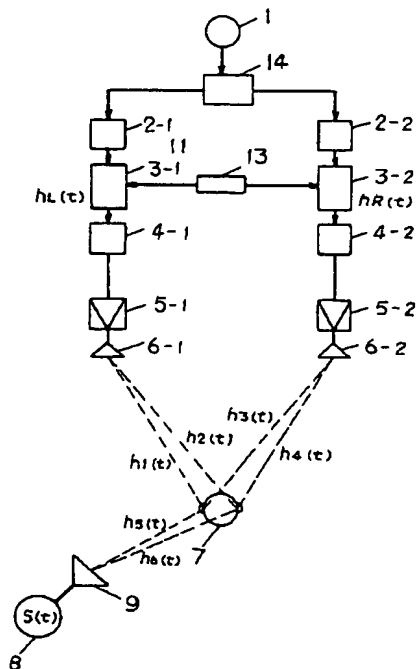 1
14
2-1
2-2
11
3-1
13
3-2
hL(t)
hR(t)
4-1
4-2
5-1
5-2
6-1
6-2
h3(t)
h2(t)
h1(t)
h4(t)
h5(t)
h6(t)
7
S(t)
9
8